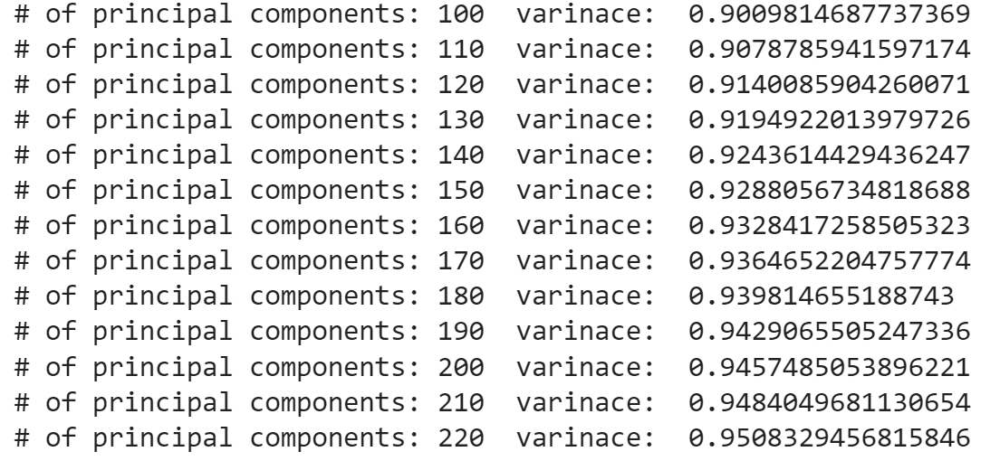 # of principal components: 100  varinace:  0.9009814687737369
# of principal components: 110  varinace:  0.9078785941597174
# of principal components: 120  varinace:  0.9140085904260071
# of principal components: 130  varinace:  0.9194922013979726
# of principal components: 140  varinace:  0.9243614429436247
# of principal components: 150  varinace:  0.9288056734818688
# of principal components: 160  varinace:  0.9328417258505323
# of principal components: 170  varinace:  0.9364652204757774
# of principal components: 180  varinace:  0.939814655188743
# of principal components: 190  varinace:  0.9429065505247336
# of principal components: 200  varinace:  0.9457485053896221
# of principal components: 210  varinace:  0.9484049681130654
# of principal components: 220  varinace:  0.9508329456815846